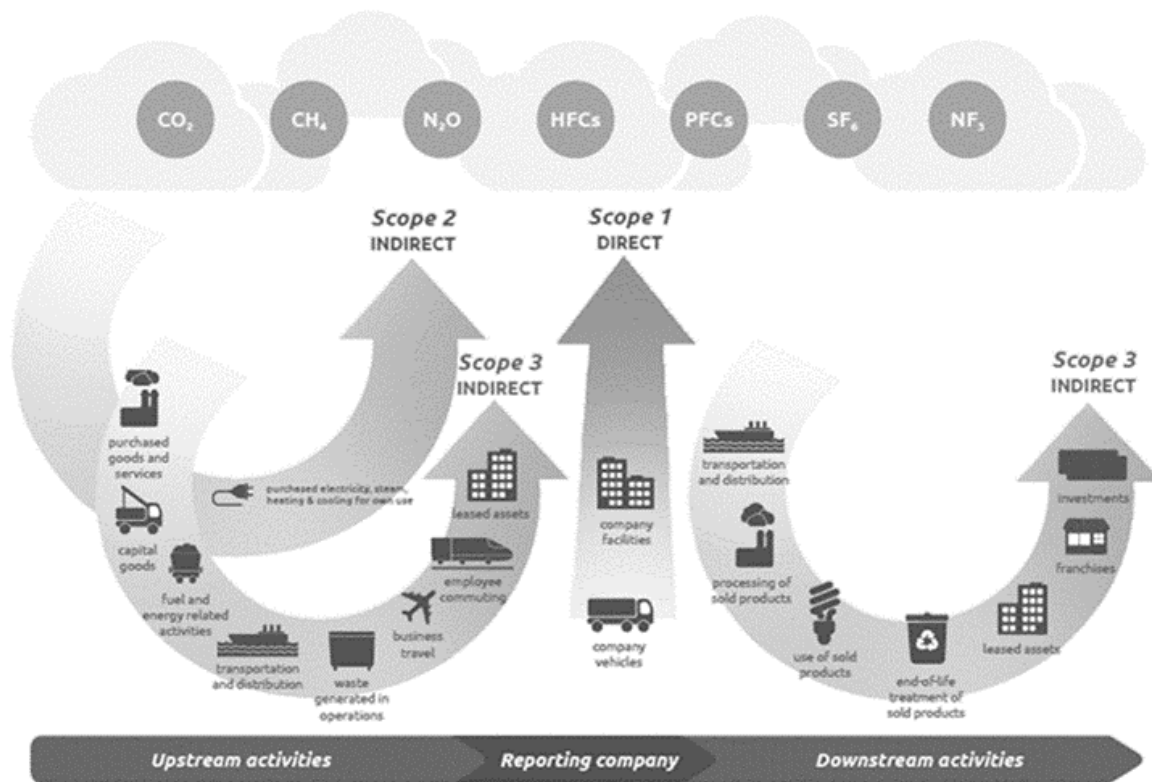 CO₂
CH₄
N₂O
HFCs
PFCs
SF₆
NF₃
Scope 2
INDIRECT
Scope 1
DIRECT
Scope 3
INDIRECT
Scope 3
INDIRECT
purchased
goods and
services
capital
goods
fuel and
energy related
activities
transportation
and distribution
waste
generated in
operations
business
travel
employee
commuting
leased assets
purchased electricity, steam,
heating & cooling for own use
company
facilities
company
vehicles
transportation
and distribution
processing of
sold products
use of sold
products
end-of-life
treatment of
sold products
leased assets
franchises
investments
Upstream activities
Reporting company
Downstream activities